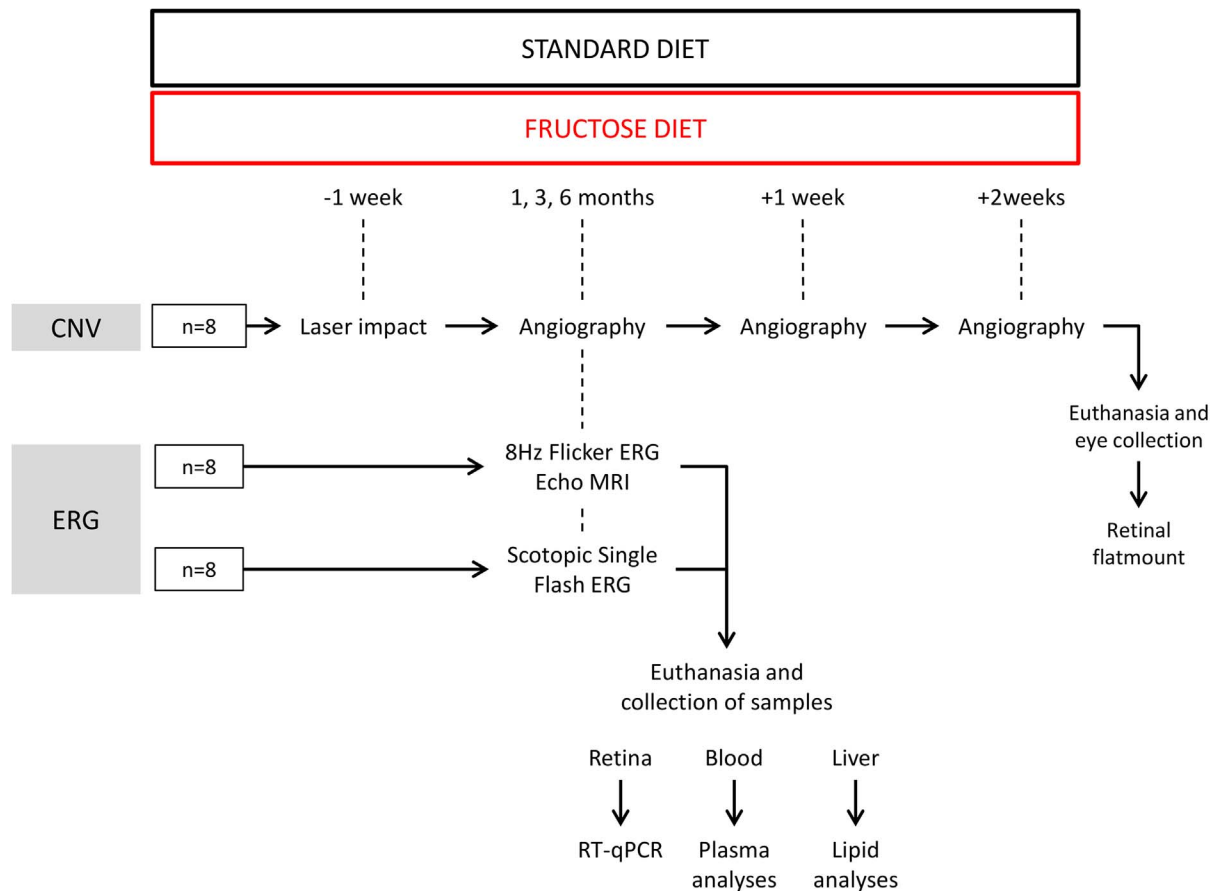 STANDARD DIET
FRUCTOSE DIET
-1 week
1, 3, 6 months
+1 week
+2weeks
CNV
n=8
Laser impact
Angiography
Angiography
Angiography
Euthanasia and
eye collection
Retinal
flatmount
ERG
n=8
8Hz Flicker ERG
Echo MRI
n=8
Scotopic Single
Flash ERG
Euthanasia and
collection of samples
Retina
Blood
Liver
RT-qPCR
Plasma
analyses
Lipid
analyses